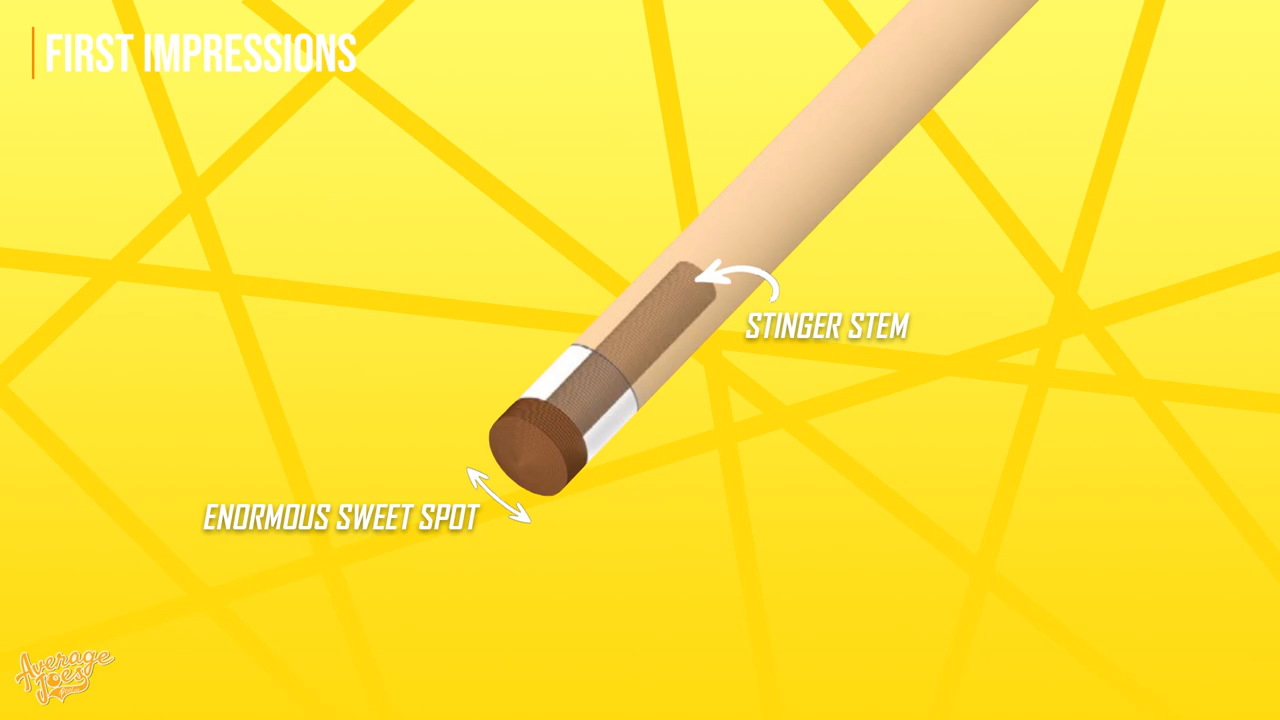 FIRST IMPRESSIONS
STINGER STEM
ENORMOUS SWEET SPOT
Average
Joes